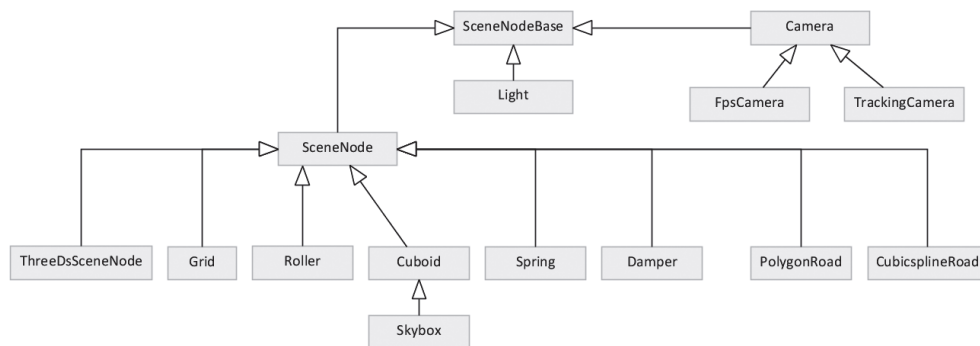 SceneNodeBase
Camera
Light
FpsCamera
TrackingCamera
SceneNode
ThreeDsSceneNode
Grid
Roller
Cuboid
Spring
Damper
PolygonRoad
CubicsplineRoad
Skybox